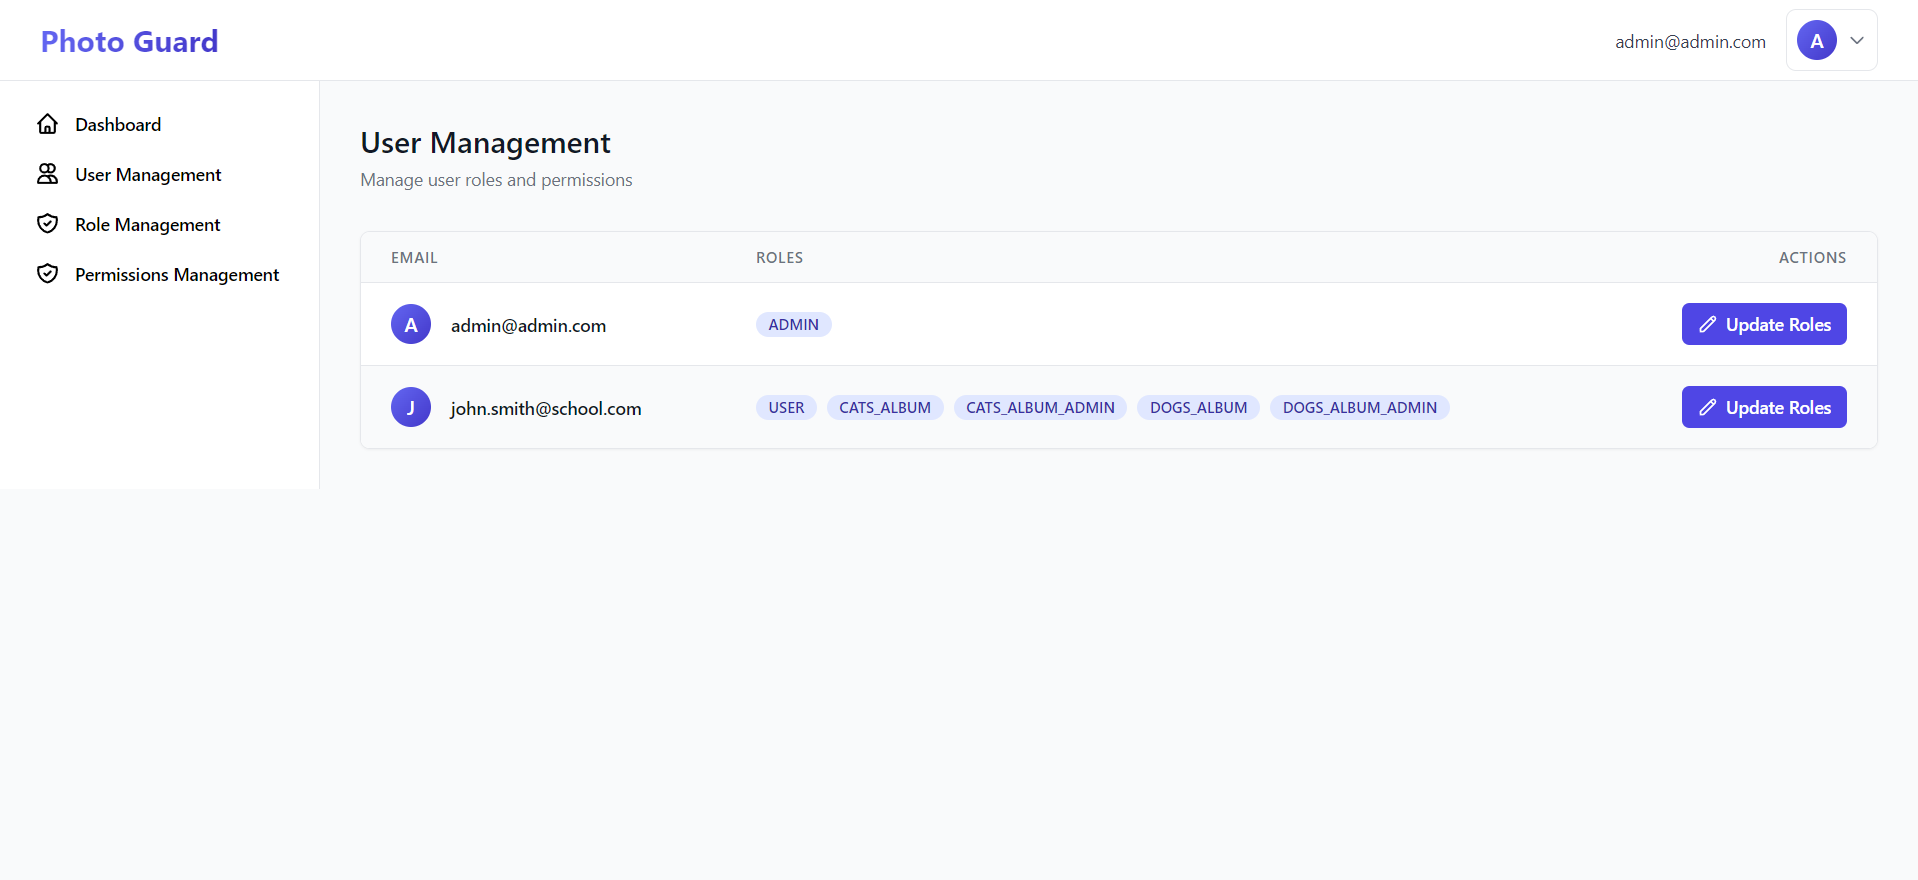 Photo Guard
admin@admin.com
A
Dashboard
User Management
Role Management
Permissions Management
User Management
Manage user roles and permissions
EMAIL ROLES ACTIONS
A admin@admin.com ADMIN Update Roles
J john.smith@school.com USER CATS_ALBUM CATS_ALBUM_ADMIN DOGS_ALBUM DOGS_ALBUM_ADMIN Update Roles